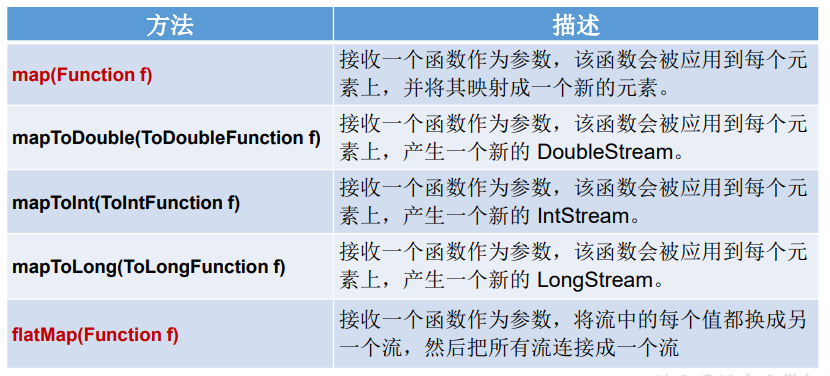 方法 描述
map(Function f) 接收一个函数作为参数，该函数会被应用到每个元
素上，并将其映射成一个新的元素。
mapToDouble(ToDoubleFunction f) 接收一个函数作为参数，该函数会被应用到每个元
素上，产生一个新的 DoubleStream。
mapToInt(ToIntFunction f) 接收一个函数作为参数，该函数会被应用到每个元
素上，产生一个新的 IntStream。
mapToLong(ToLongFunction f) 接收一个函数作为参数，该函数会被应用到每个元
素上，产生一个新的 LongStream。
flatMap(Function f) 接收一个函数作为参数，将流中的每个值都换成另
一个流，然后把所有流连接成一个流